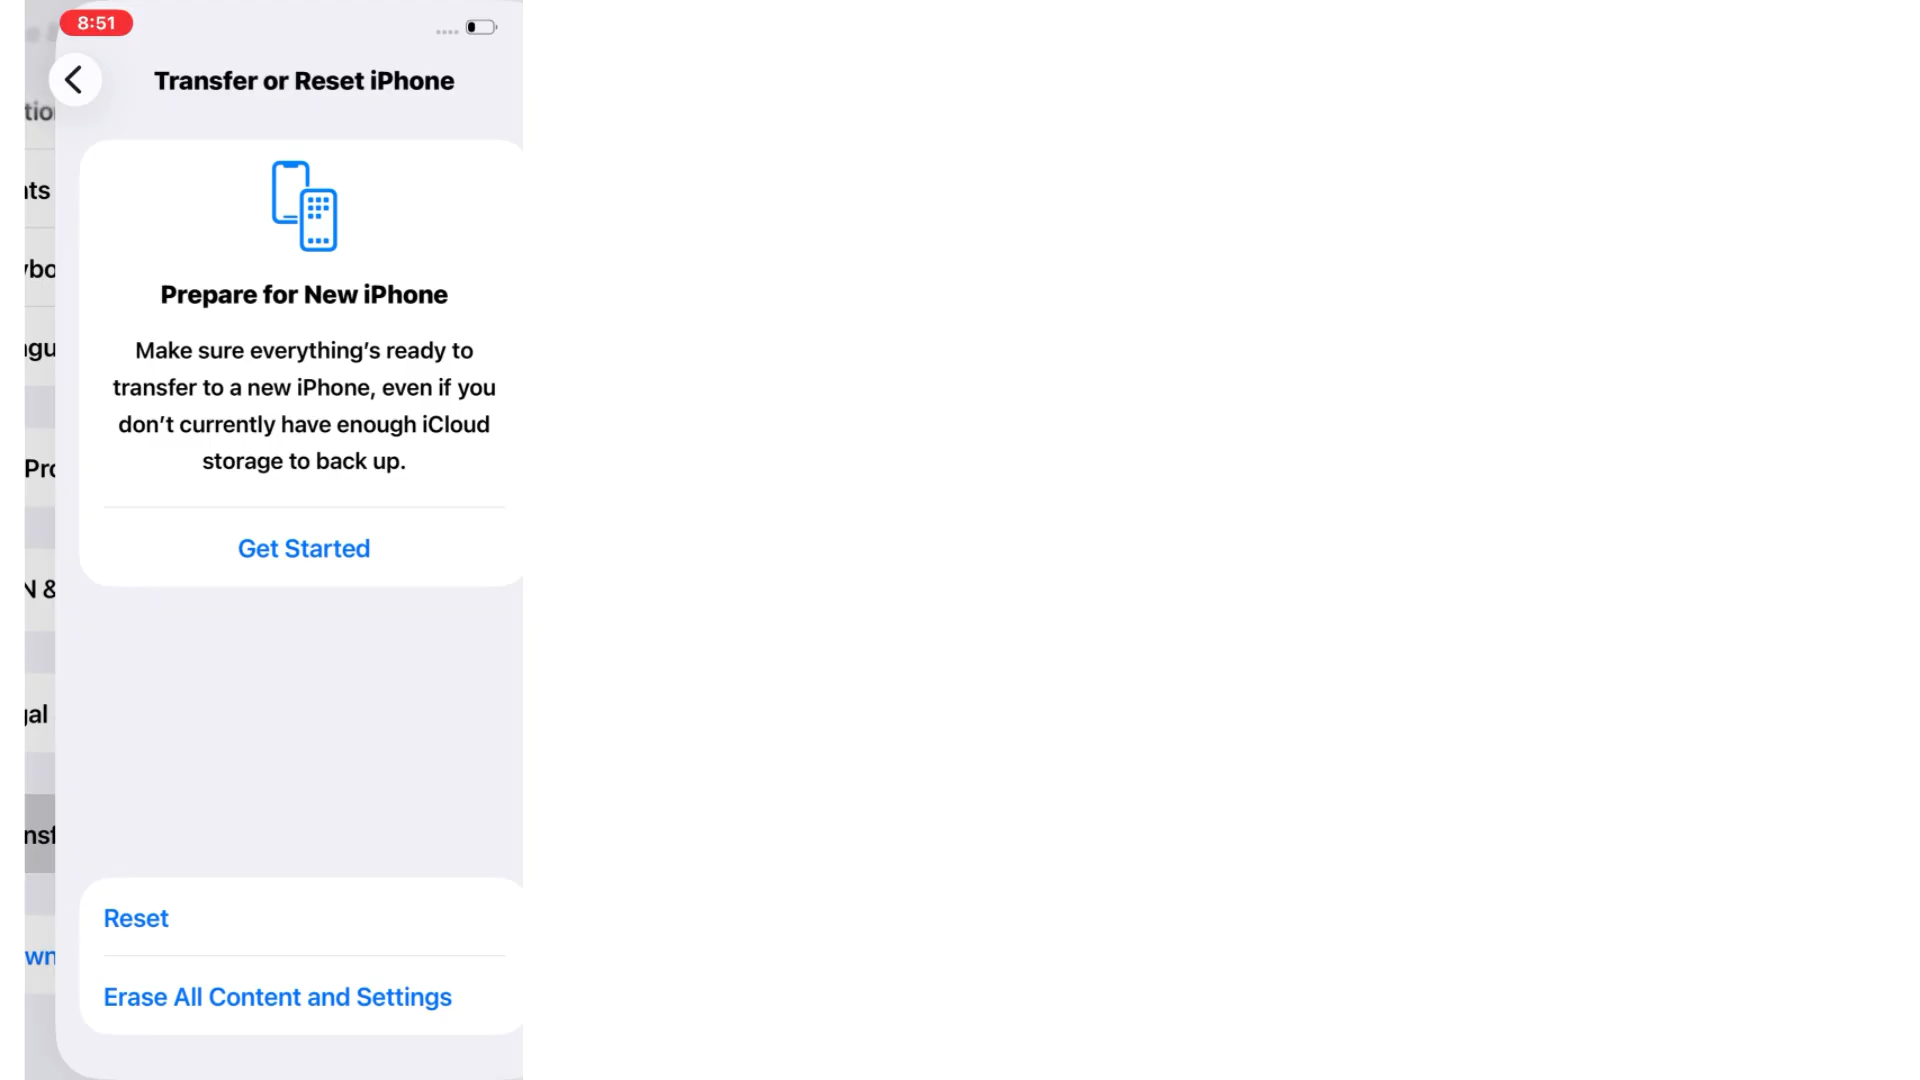 8:51
Transfer or Reset iPhone
Prepare for New iPhone
Make sure everything’s ready to
transfer to a new iPhone, even if you
don’t currently have enough iCloud
storage to back up.
Get Started
Reset
Erase All Content and Settings